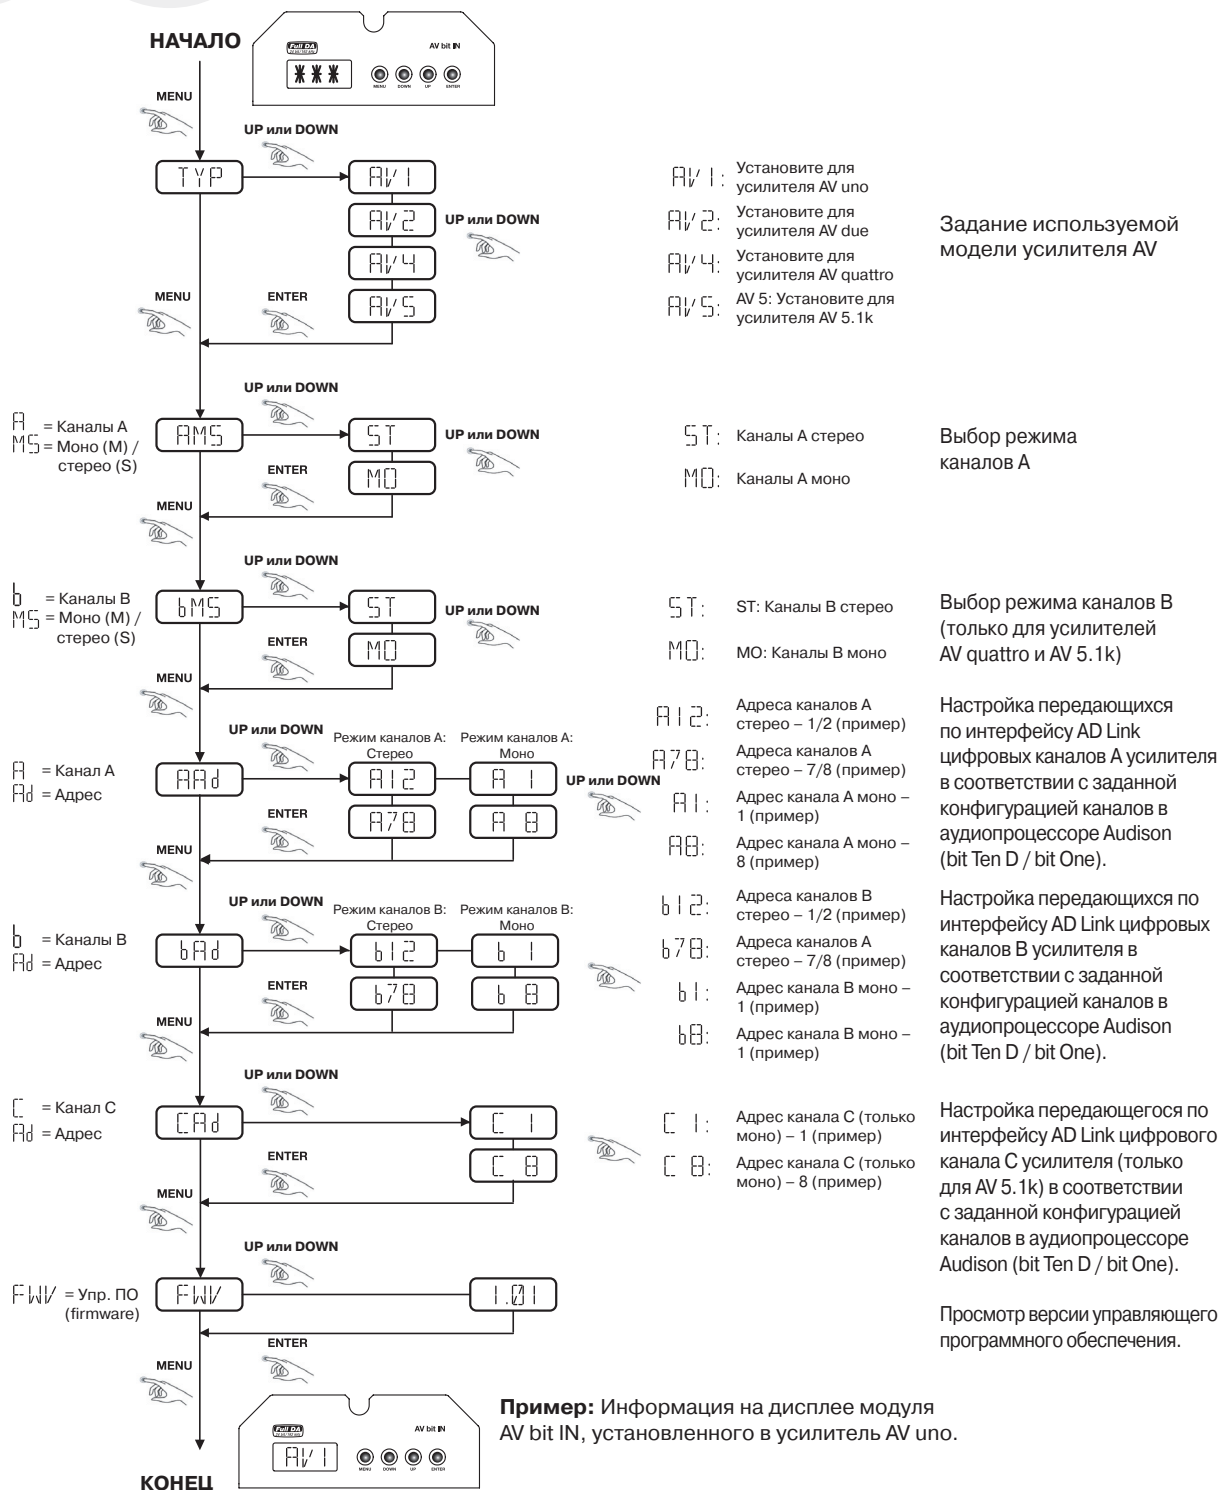 НАЧАЛО
Full DA
AV bit IN
***
MENU DOWN UP ENTER
MENU
UP или DOWN
TYP
AV1
AV2
AV4
AV5
UP или DOWN
MENU
ENTER
AV1: Установите для
усилителя AV uno
AV2: Установите для
усилителя AV due
AV4: Установите для
усилителя AV quattro
AV5: AV 5: Установите для
усилителя AV 5.1k
Задание используемой
модели усилителя AV
UP или DOWN
A = Каналы A
MS = Моно (M) /
стерео (S)
AMS
ST
MO
UP или DOWN
ENTER
MENU
ST: Каналы A стерео
MO: Каналы A моно
Выбор режима
каналов A
UP или DOWN
b = Каналы B
MS = Моно (M) /
стерео (S)
bMS
ST
MO
UP или DOWN
ENTER
MENU
ST: ST: Каналы B стерео
MO: MO: Каналы B моно
Выбор режима каналов B
(только для усилителей
AV quattro и AV 5.1k)
UP или DOWN
Режим каналов A:
Стерео
Режим каналов A:
Моно
A = Канал A
Ad = Адрес
AAd
A12
A 1
A78
A 8
UP или DOWN
ENTER
MENU
A12: Адреса каналов A
стерео – 1/2 (пример)
A78: Адреса каналов A
стерео – 7/8 (пример)
A1: Адрес канала A моно –
1 (пример)
A8: Адрес канала A моно –
8 (пример)
Настройка передающихся
по интерфейсу AD Link
цифровых каналов A усилителя
в соответствии с заданной
конфигурацией каналов в
аудиопроцессоре Audison
(bit Ten D / bit One).
UP или DOWN
Режим каналов B:
Стерео
Режим каналов B:
Моно
b = Каналы B
Ad = Адрес
bAd
b12
b 1
b78
b 8
ENTER
MENU
b12: Адреса каналов B
стерео – 1/2 (пример)
b78: Адреса каналов A
стерео – 7/8 (пример)
b1: Адрес канала B моно –
1 (пример)
b8: Адрес канала B моно –
1 (пример)
Настройка передающихся по
интерфейсу AD Link цифровых
каналов B усилителя в
соответствии с заданной
конфигурацией каналов в
аудиопроцессоре Audison
(bit Ten D / bit One).
UP или DOWN
C = Канал C
Ad = Адрес
CAd
C 1
C 8
ENTER
MENU
C 1: Адрес канала C (только
моно) – 1 (пример)
C 8: Адрес канала C (только
моно) – 8 (пример)
Настройка передающегося по
интерфейсу AD Link цифрового
канала C усилителя (только
для AV 5.1k) в соответствии
с заданной конфигурацией
каналов в аудиопроцессоре
Audison (bit Ten D / bit One).
UP или DOWN
FWV = Упр. ПО
(firmware)
FWV
1.01
ENTER
MENU
Просмотр версии управляющего
программного обеспечения.
Full DA
AV bit IN
AV1
MENU DOWN UP ENTER
Пример: Информация на дисплее модуля
AV bit IN, установленного в усилитель AV uno.
КОНЕЦ